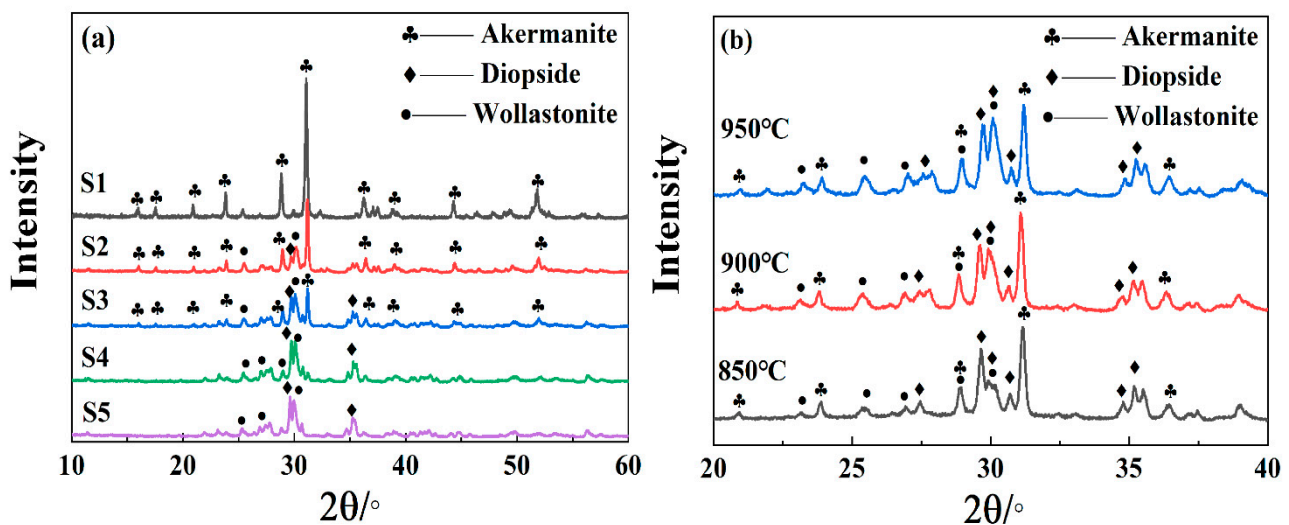 (a)
♣ Akermanite
♦ Diopside
● Wollastonite
S1
S2
S3
S4
S5
Intensity
10 20 30 40 50 60
2θ/°
(b)
♣ Akermanite
♦ Diopside
● Wollastonite
950°C
900°C
850°C
Intensity
20 25 30 35 40
2θ/°